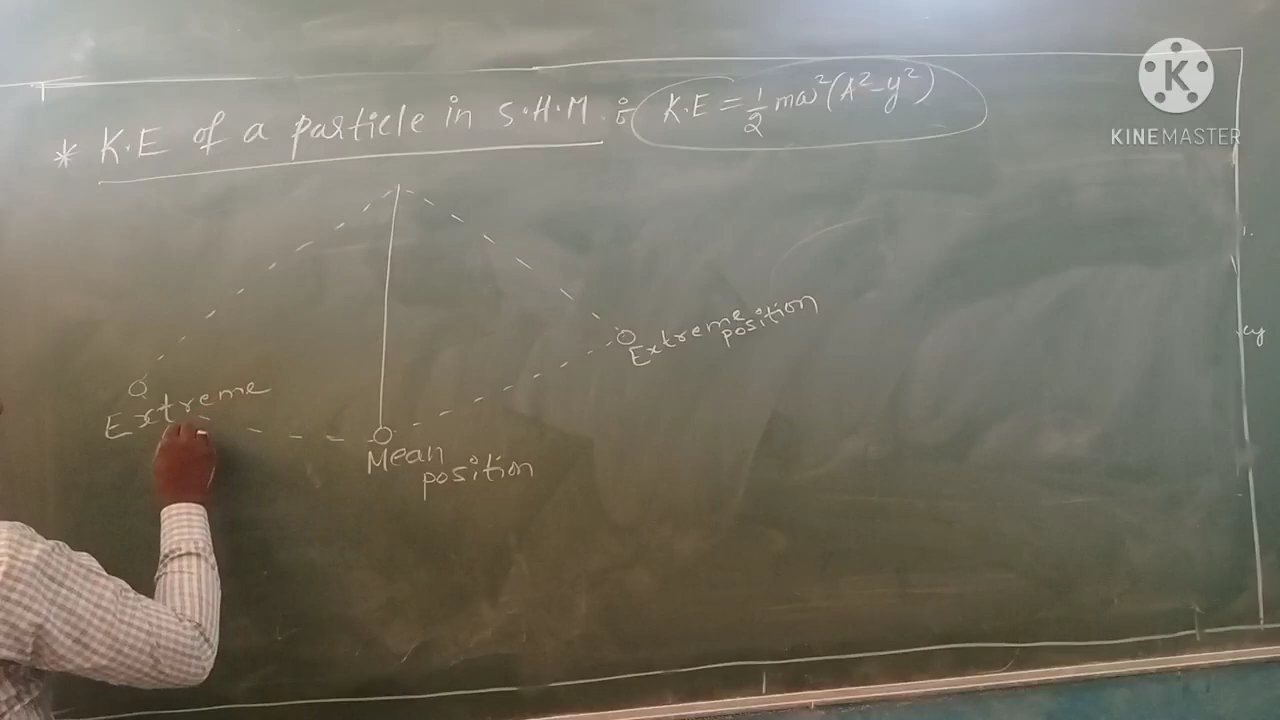 * K.E of a particle in S.H.M. ÷ K.E = 1/2 mω²(A²-y²)
KINEMASTER
Extreme
position
Extreme
Mean
position